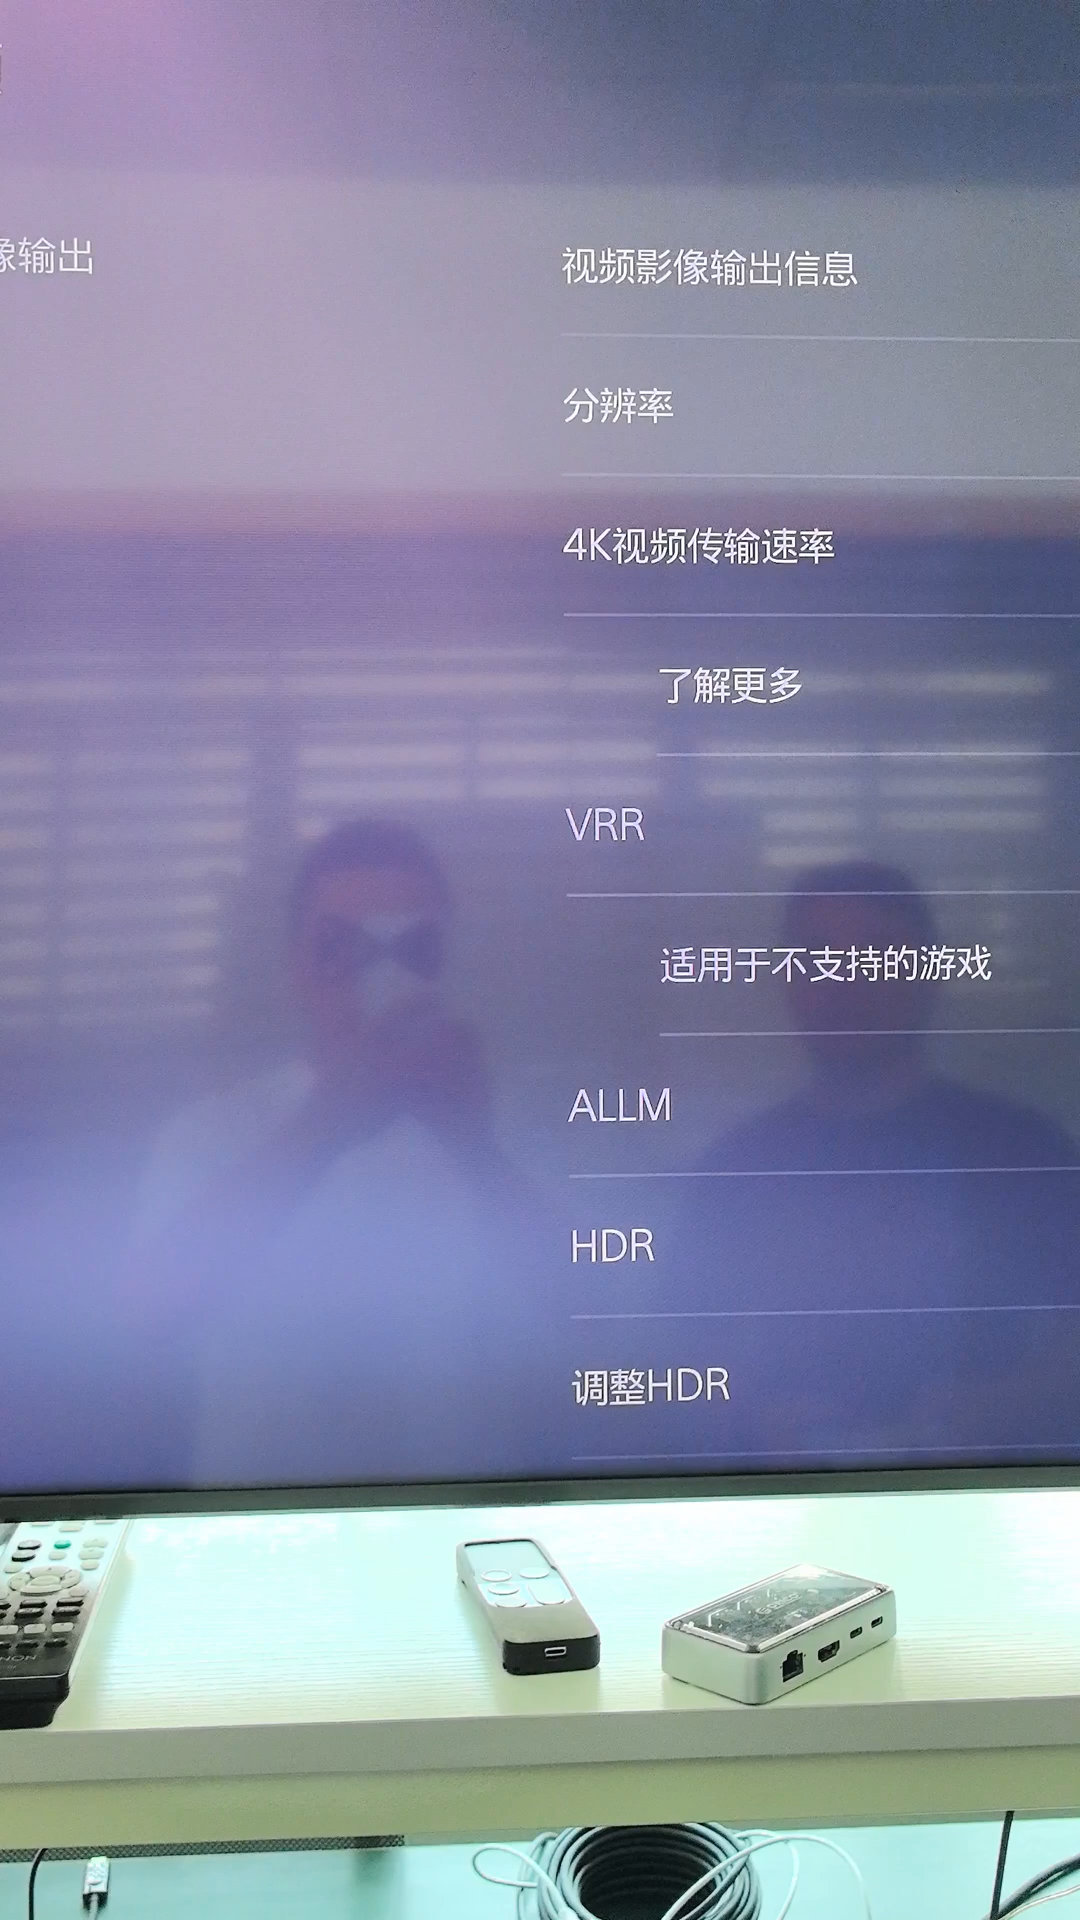 像输出
视频影像输出信息
分辨率
4K视频传输速率
了解更多
VRR
适用于不支持的游戏
ALLM
HDR
调整HDR